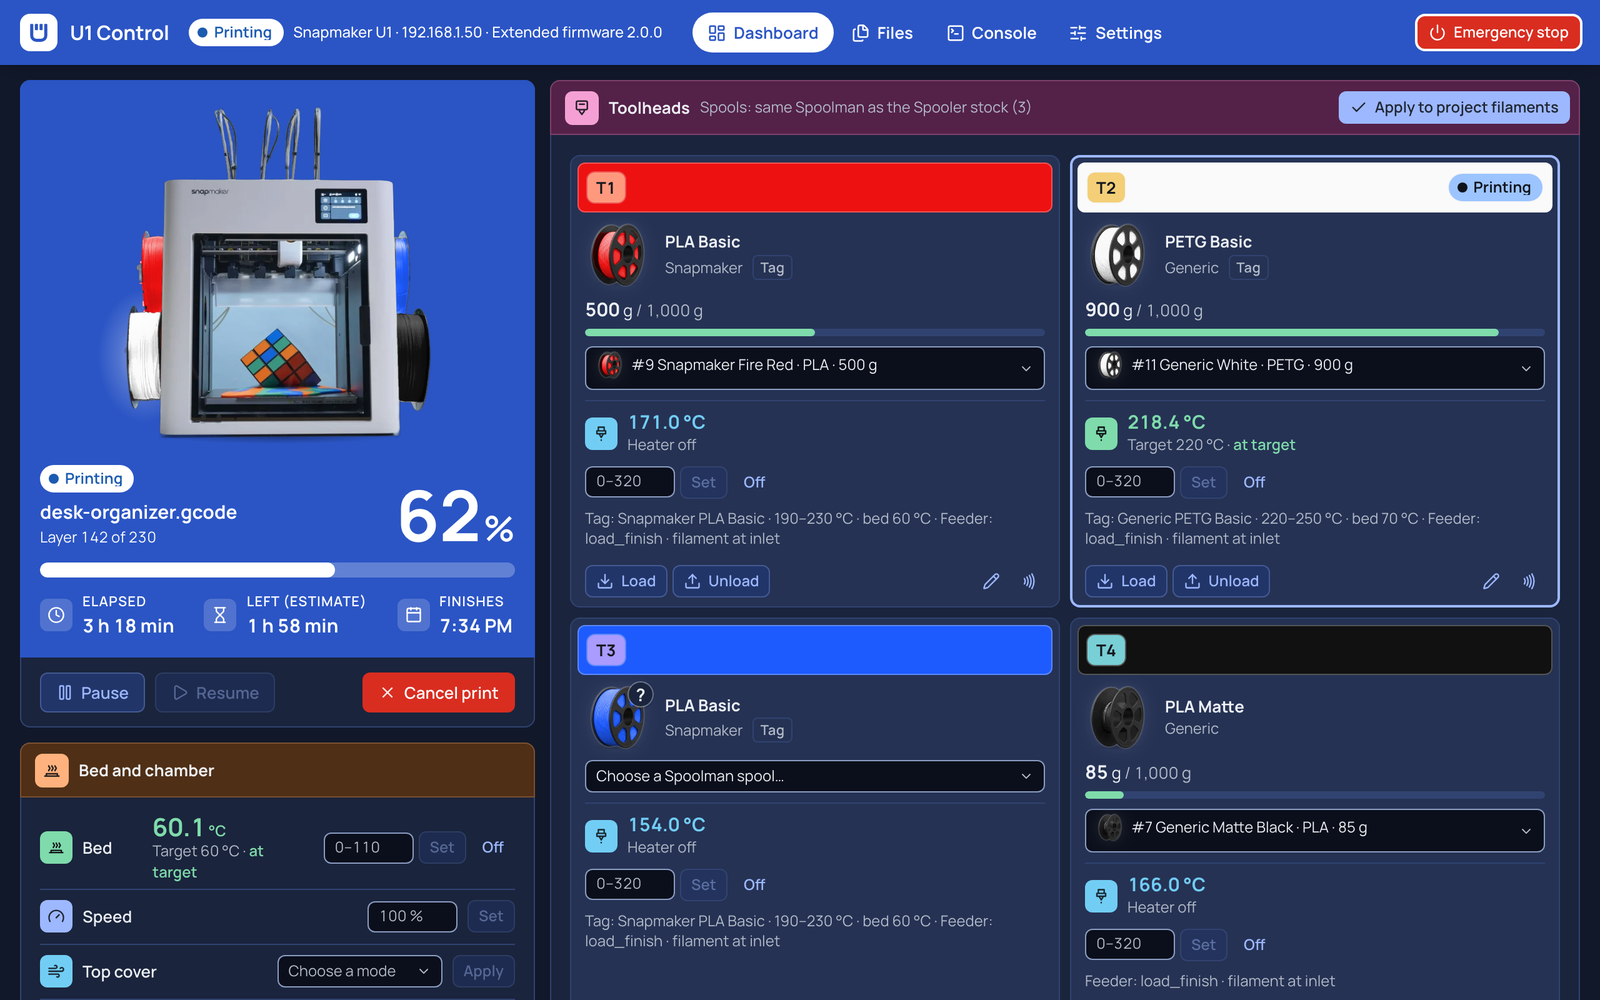 U1 Control
Printing
Snapmaker U1 · 192.168.1.50 · Extended firmware 2.0.0
Dashboard
Files
Console
Settings
Emergency stop
snapmaker
Printing
desk-organizer.gcode
Layer 142 of 230
62%
ELAPSED
3 h 18 min
LEFT (ESTIMATE)
1 h 58 min
FINISHES
7:34 PM
Pause
Resume
Cancel print
Bed and chamber
Bed
60.1 °C
Target 60 °C · at
target
0–110
Set
Off
Speed
100 %
Set
Top cover
Choose a mode
Apply
Toolheads
Spools: same Spoolman as the Spooler stock (3)
Apply to project filaments
T1
PLA Basic
Snapmaker
Tag
500 g / 1,000 g
#9 Snapmaker Fire Red · PLA · 500 g
171.0 °C
Heater off
0–320
Set
Off
Tag: Snapmaker PLA Basic · 190–230 °C · bed 60 °C · Feeder:
load_finish · filament at inlet
Load
Unload
T2
Printing
PETG Basic
Generic
Tag
900 g / 1,000 g
#11 Generic White · PETG · 900 g
218.4 °C
Target 220 °C · at target
0–320
Set
Off
Tag: Generic PETG Basic · 220–250 °C · bed 70 °C · Feeder:
load_finish · filament at inlet
Load
Unload
T3
?
PLA Basic
Snapmaker
Tag
Choose a Spoolman spool...
154.0 °C
Heater off
0–320
Set
Off
Tag: Snapmaker PLA Basic · 190–230 °C · bed 60 °C · Feeder:
load_finish · filament at inlet
T4
PLA Matte
Generic
85 g / 1,000 g
#7 Generic Matte Black · PLA · 85 g
166.0 °C
Heater off
0–320
Set
Off
Feeder: load_finish · filament at inlet